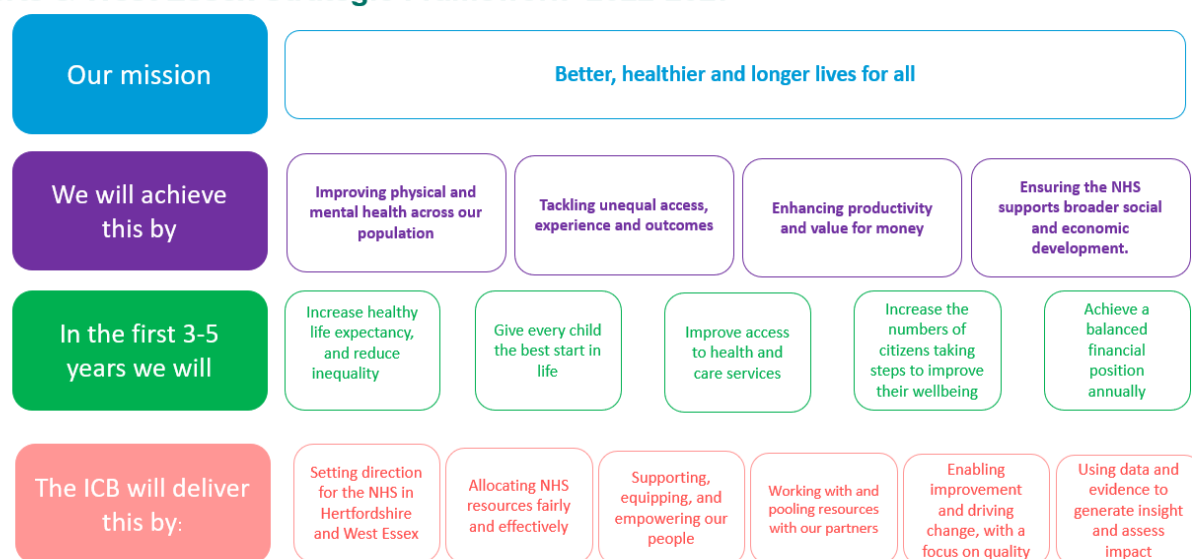 Our mission
Better, healthier and longer lives for all
We will achieve
this by
Improving physical and
mental health across our
population
Tackling unequal access,
experience and outcomes
Enhancing productivity
and value for money
Ensuring the NHS
supports broader social
and economic
development.
In the first 3-5
years we will
Increase healthy
life expectancy,
and reduce
inequality
Give every child
the best start in
life
Improve access
to health and
care services
Increase the
numbers of
citizens taking
steps to improve
their wellbeing
Achieve a
balanced
financial
position
annually
The ICB will deliver
this by:
Setting direction
for the NHS in
Hertfordshire
and West Essex
Allocating NHS
resources fairly
and effectively
Supporting,
equipping, and
empowering our
people
Working with and
pooling resources
with our partners
Enabling
improvement
and driving
change, with a
focus on quality
Using data and
evidence to
generate insight
and assess
impact